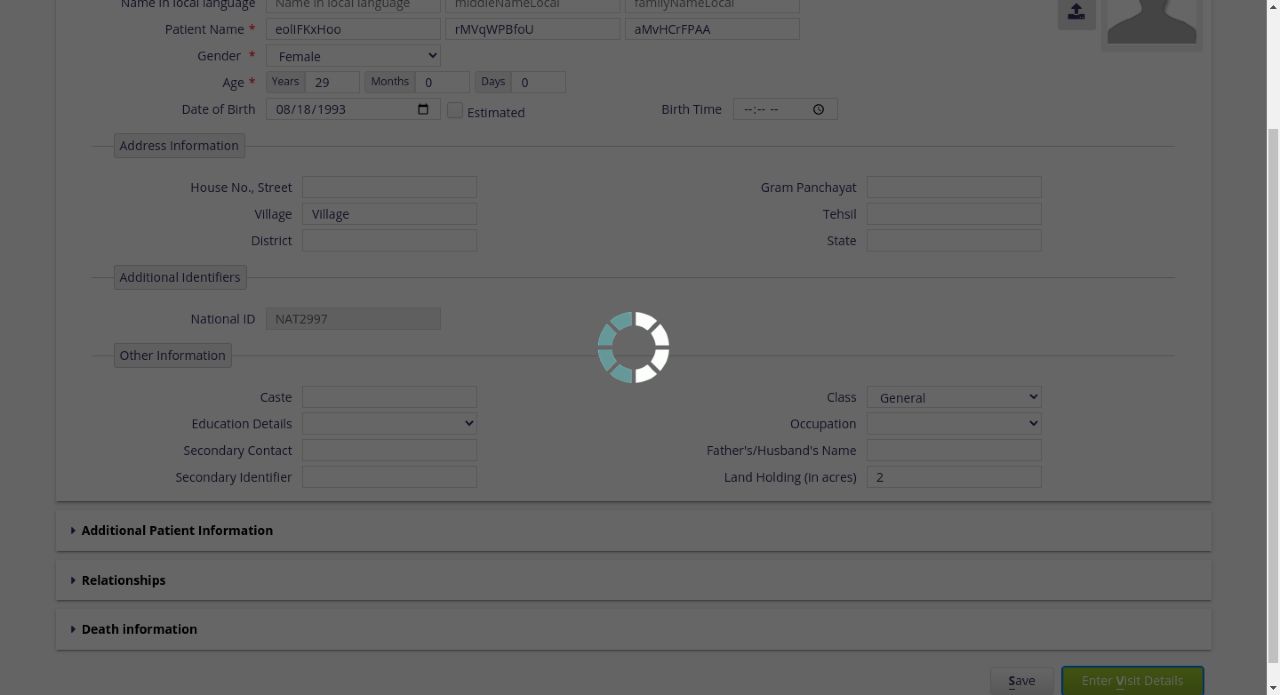 Name in local language Name in local language middleNameLocal familyNameLocal
Patient Name * eolIFKxHoo rMVqWPBfoU aMvHCrFPAA
Gender * Female
Age * Years 29 Months 0 Days 0
Date of Birth 08/18/1993 Estimated Birth Time --:-- --
Address Information
House No., Street Gram Panchayat
Village Village Tehsil
District State
Additional Identifiers
National ID NAT2997
Other Information
Caste Class General
Education Details Occupation
Secondary Contact Father's/Husband's Name
Secondary Identifier Land Holding (in acres) 2
Additional Patient Information
Relationships
Death information
Save Enter Visit Details